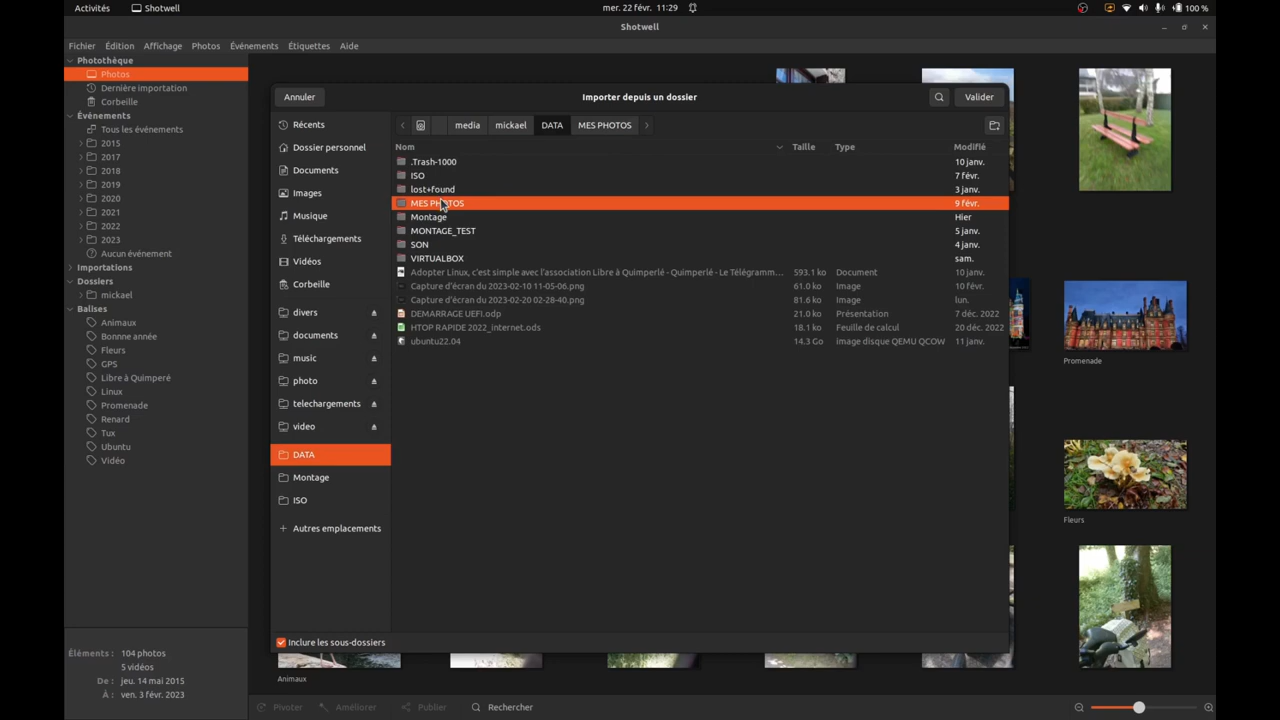 Activités Shotwell mer. 22 févr. 11:29 100 %
Shotwell
Fichier Édition Affichage Photos Événements Étiquettes Aide
Photothèque
Photos
Dernière importation
Corbeille
Événements
Tous les événements
2015
2017
2018
2019
2020
2021
2022
2023
Aucun événement
Importations
Dossiers
mickael
Balises
Animaux
Bonnne année
Fleurs
GPS
Libre à Quimperlé
Linux
Promenade
Renard
Tux
Ubuntu
Vidéo
Éléments : 104 photos
5 vidéos
De : jeu. 14 mai 2015
À : ven. 3 févr. 2023
Annuler Importer depuis un dossier Valider
Récents
Dossier personnel
Documents
Images
Musique
Téléchargements
Vidéos
Corbeille
divers
documents
music
photo
telechargements
video
DATA
Montage
ISO
Autres emplacements
media mickael DATA MES PHOTOS
Nom Taille Type Modifié
.Trash-1000 10 janv.
ISO 7 févr.
lost+found 3 janv.
MES PHOTOS 9 févr.
Montage Hier
MONTAGE_TEST 5 janv.
SON 4 janv.
VIRTUALBOX sam.
Adopter Linux, c'est simple avec l'association Libre à Quimperlé - Quimperlé - Le Télégramm... 593.1 ko Document 10 janv.
Capture d'écran du 2023-02-10 11-05-06.png 61.0 ko Image 10 févr.
Capture d'écran du 2023-02-20 02-28-40.png 81.6 ko Image lun.
DEMARRAGE UEFI.odp 21.0 ko Présentation 7 déc. 2022
HTOP RAPIDE 2022_internet.ods 18.1 ko Feuille de calcul 20 déc. 2022
ubuntu22.04 14.3 Go image disque QEMU QCOW 11 janv.
Inclure les sous-dossiers
Promenade
Fleurs
Animaux
Pivoter Améliorer Publier Rechercher